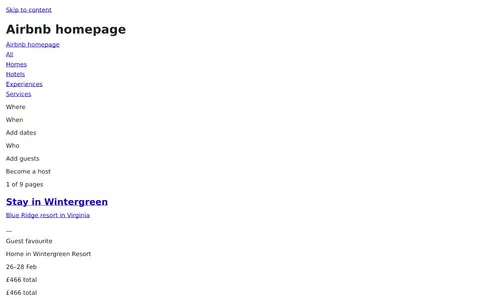 Skip to content
Airbnb homepage
Airbnb homepage
All
Homes
Hotels
Experiences
Services
Where
When
Add dates
Who
Add guests
Become a host
1 of 9 pages
Stay in Wintergreen
Blue Ridge resort in Virginia
Guest favourite
Home in Wintergreen Resort
26–28 Feb
£466 total
£466 total